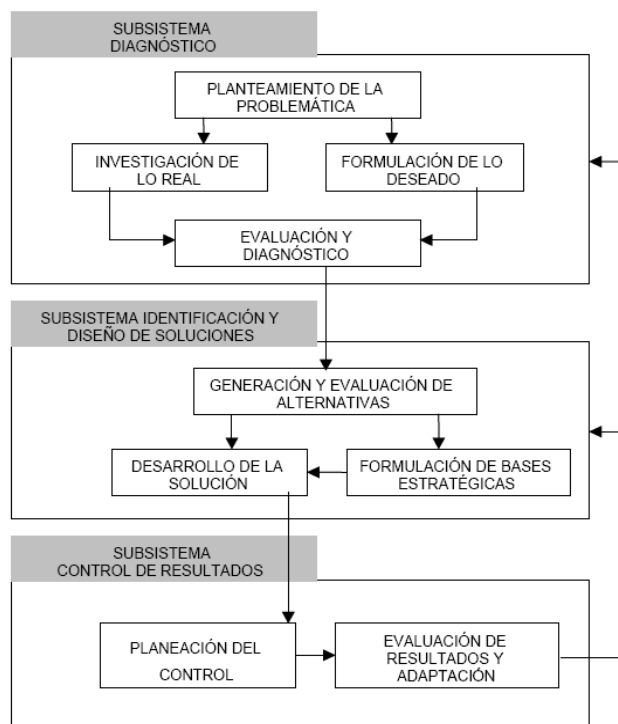 SUBSISTEMA
DIAGNÓSTICO
PLANTEAMIENTO DE LA
PROBLEMÁTICA
INVESTIGACIÓN DE
LO REAL
FORMULACIÓN DE LO
DESEADO
EVALUACIÓN Y
DIAGNÓSTICO
SUBSISTEMA IDENTIFICACIÓN Y
DISEÑO DE SOLUCIONES
GENERACIÓN Y EVALUACIÓN DE
ALTERNATIVAS
DESARROLLO DE LA
SOLUCIÓN
FORMULACIÓN DE BASES
ESTRATÉGICAS
SUBSISTEMA
CONTROL DE RESULTADOS
PLANEACIÓN DEL
CONTROL
EVALUACIÓN DE
RESULTADOS Y
ADAPTACIÓN